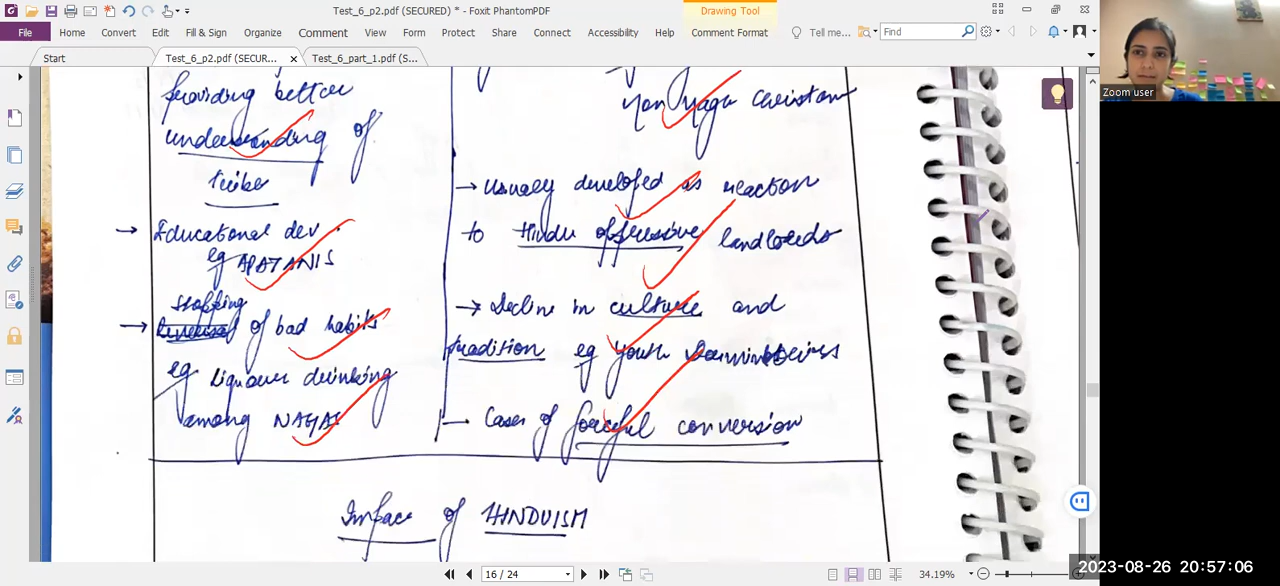 Test_6_p2.pdf (SECURED) * - Foxit PhantomPDF
Drawing Tool
File Home Convert Edit Fill & Sign Organize Comment View Form Protect Share Connect Accessibility Help Comment Format Tell me... Find
Start Test_6_p2.pdf (SECUR... × Test_6_part_1.pdf (S...
Zoom user
providing better
understanding of
tribes
→ Educational dev.
eg APATANIS
stopping
→ of bad habits
eg liquour drinking
among NAGAS
Non Naga Christans
→ Usually developed as reaction
to Hindu oppressive landlords
→ Decline in culture and
tradition eg Youth
→ Cases of forceful conversion
Impact of HINDUISM
16 / 24
34.19%
2023-08-26 20:57:06